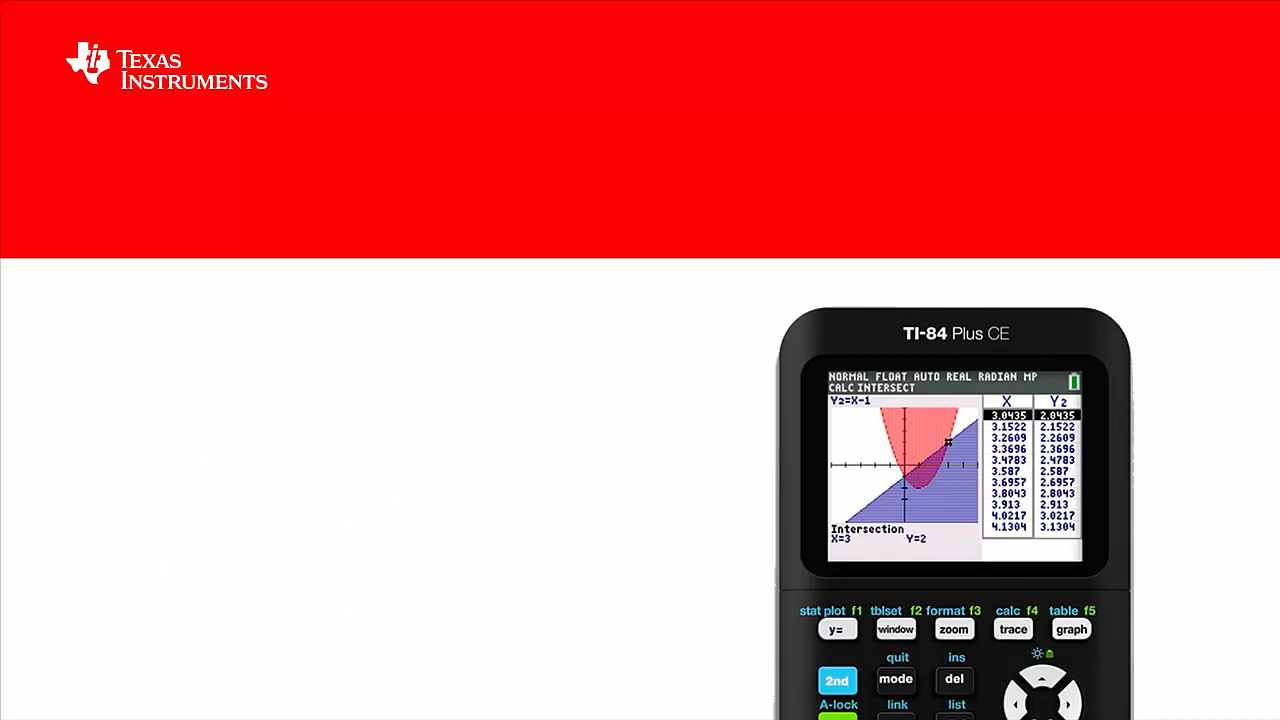 TEXAS
INSTRUMENTS
TI-84 Plus CE
NORMAL FLOAT AUTO REAL RADIAN MP
CALC INTERSECT
Y2=X-1
X Y2
3.0435 2.0435
3.1522 2.1522
3.2609 2.2609
3.3696 2.3696
3.4783 2.4783
3.587 2.587
3.6957 2.6957
3.8043 2.8043
3.913 2.913
4.0217 3.0217
4.1304 3.1304
Intersection
X=3 Y=2
stat plot f1 tblset f2 format f3 calc f4 table f5
y= window zoom trace graph
quit ins
2nd mode del
A-lock link list